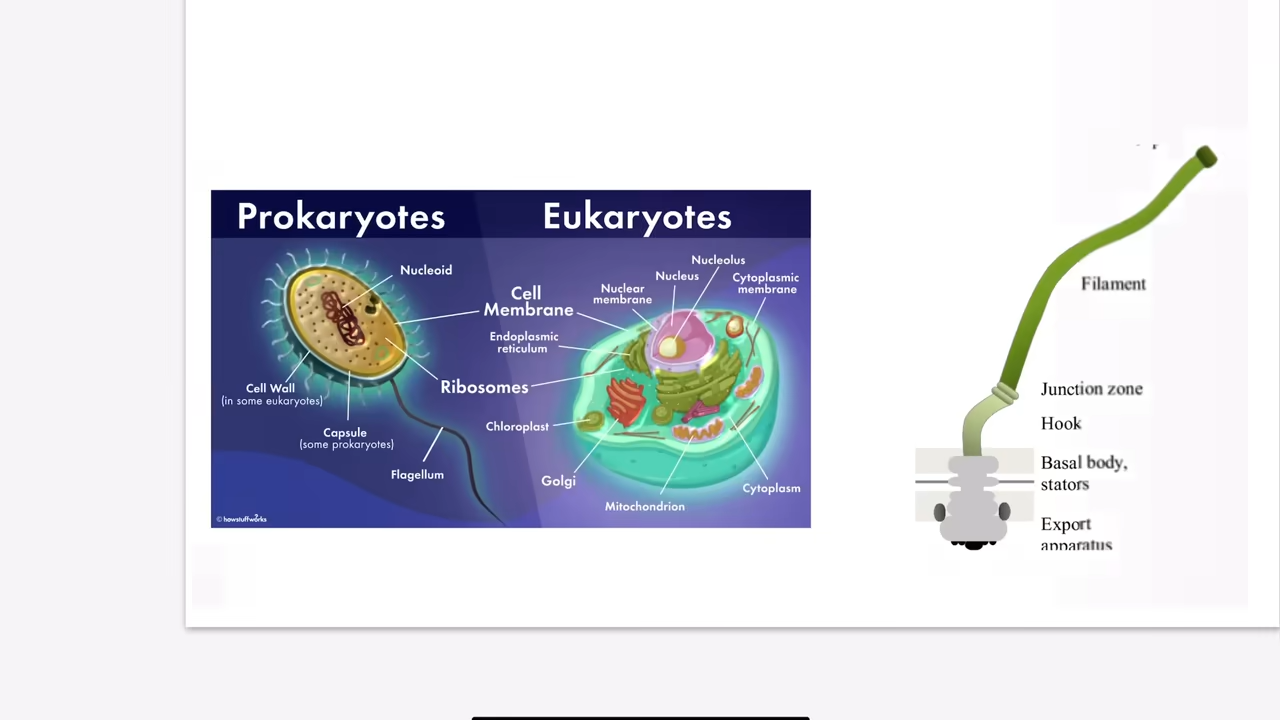 Prokaryotes
Eukaryotes
Nucleoid
Cell
Membrane
Ribosomes
Cell Wall
(in some eukaryotes)
Capsule
(some prokaryotes)
Flagellum
Nucleolus
Nucleus
Cytoplasmic
membrane
Nuclear
membrane
Endoplasmic
reticulum
Chloroplast
Golgi
Mitochondrion
Cytoplasm
© howstuffworks
Filament
Junction zone
Hook
Basal body,
stators
Export
apparatus